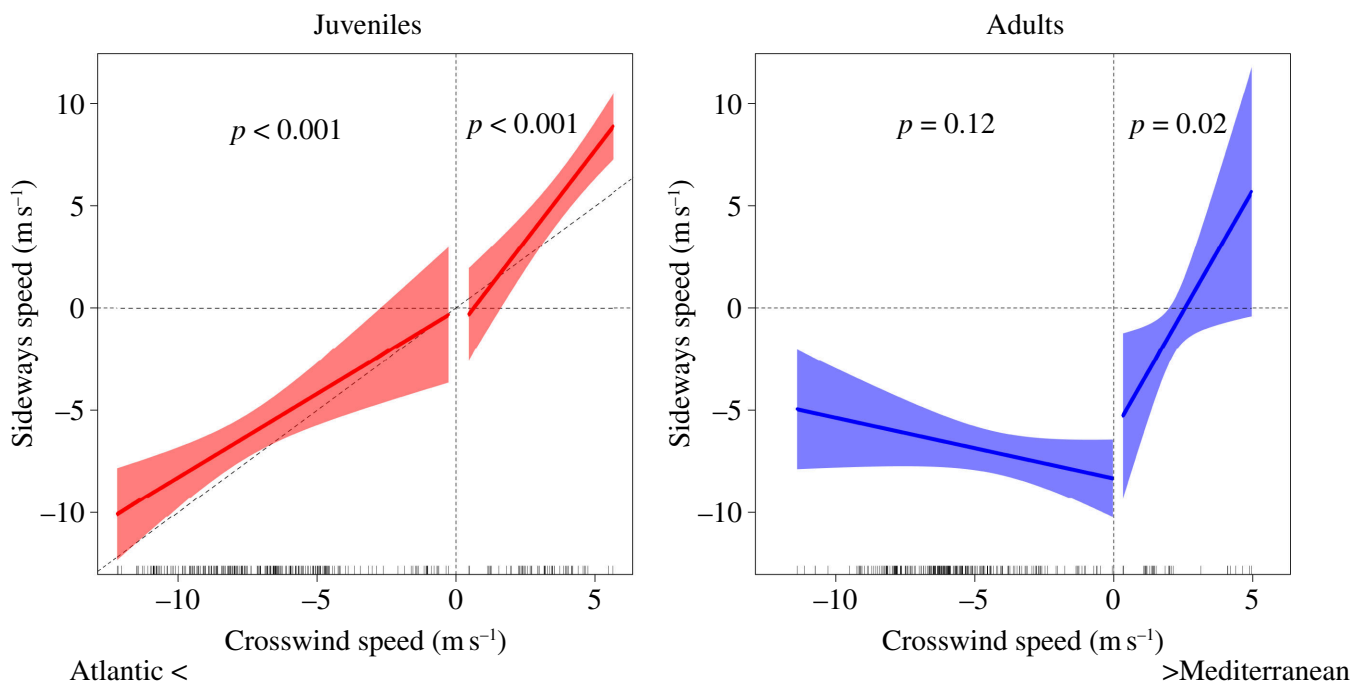 Juveniles
Adults
p < 0.001
p < 0.001
p = 0.12
p = 0.02
Sideways speed (m s⁻¹)
10
5
0
–5
–10
Sideways speed (m s⁻¹)
10
5
0
–5
–10
–10
–5
0
5
–10
–5
0
5
Crosswind speed (m s⁻¹)
Crosswind speed (m s⁻¹)
Atlantic <
>Mediterranean